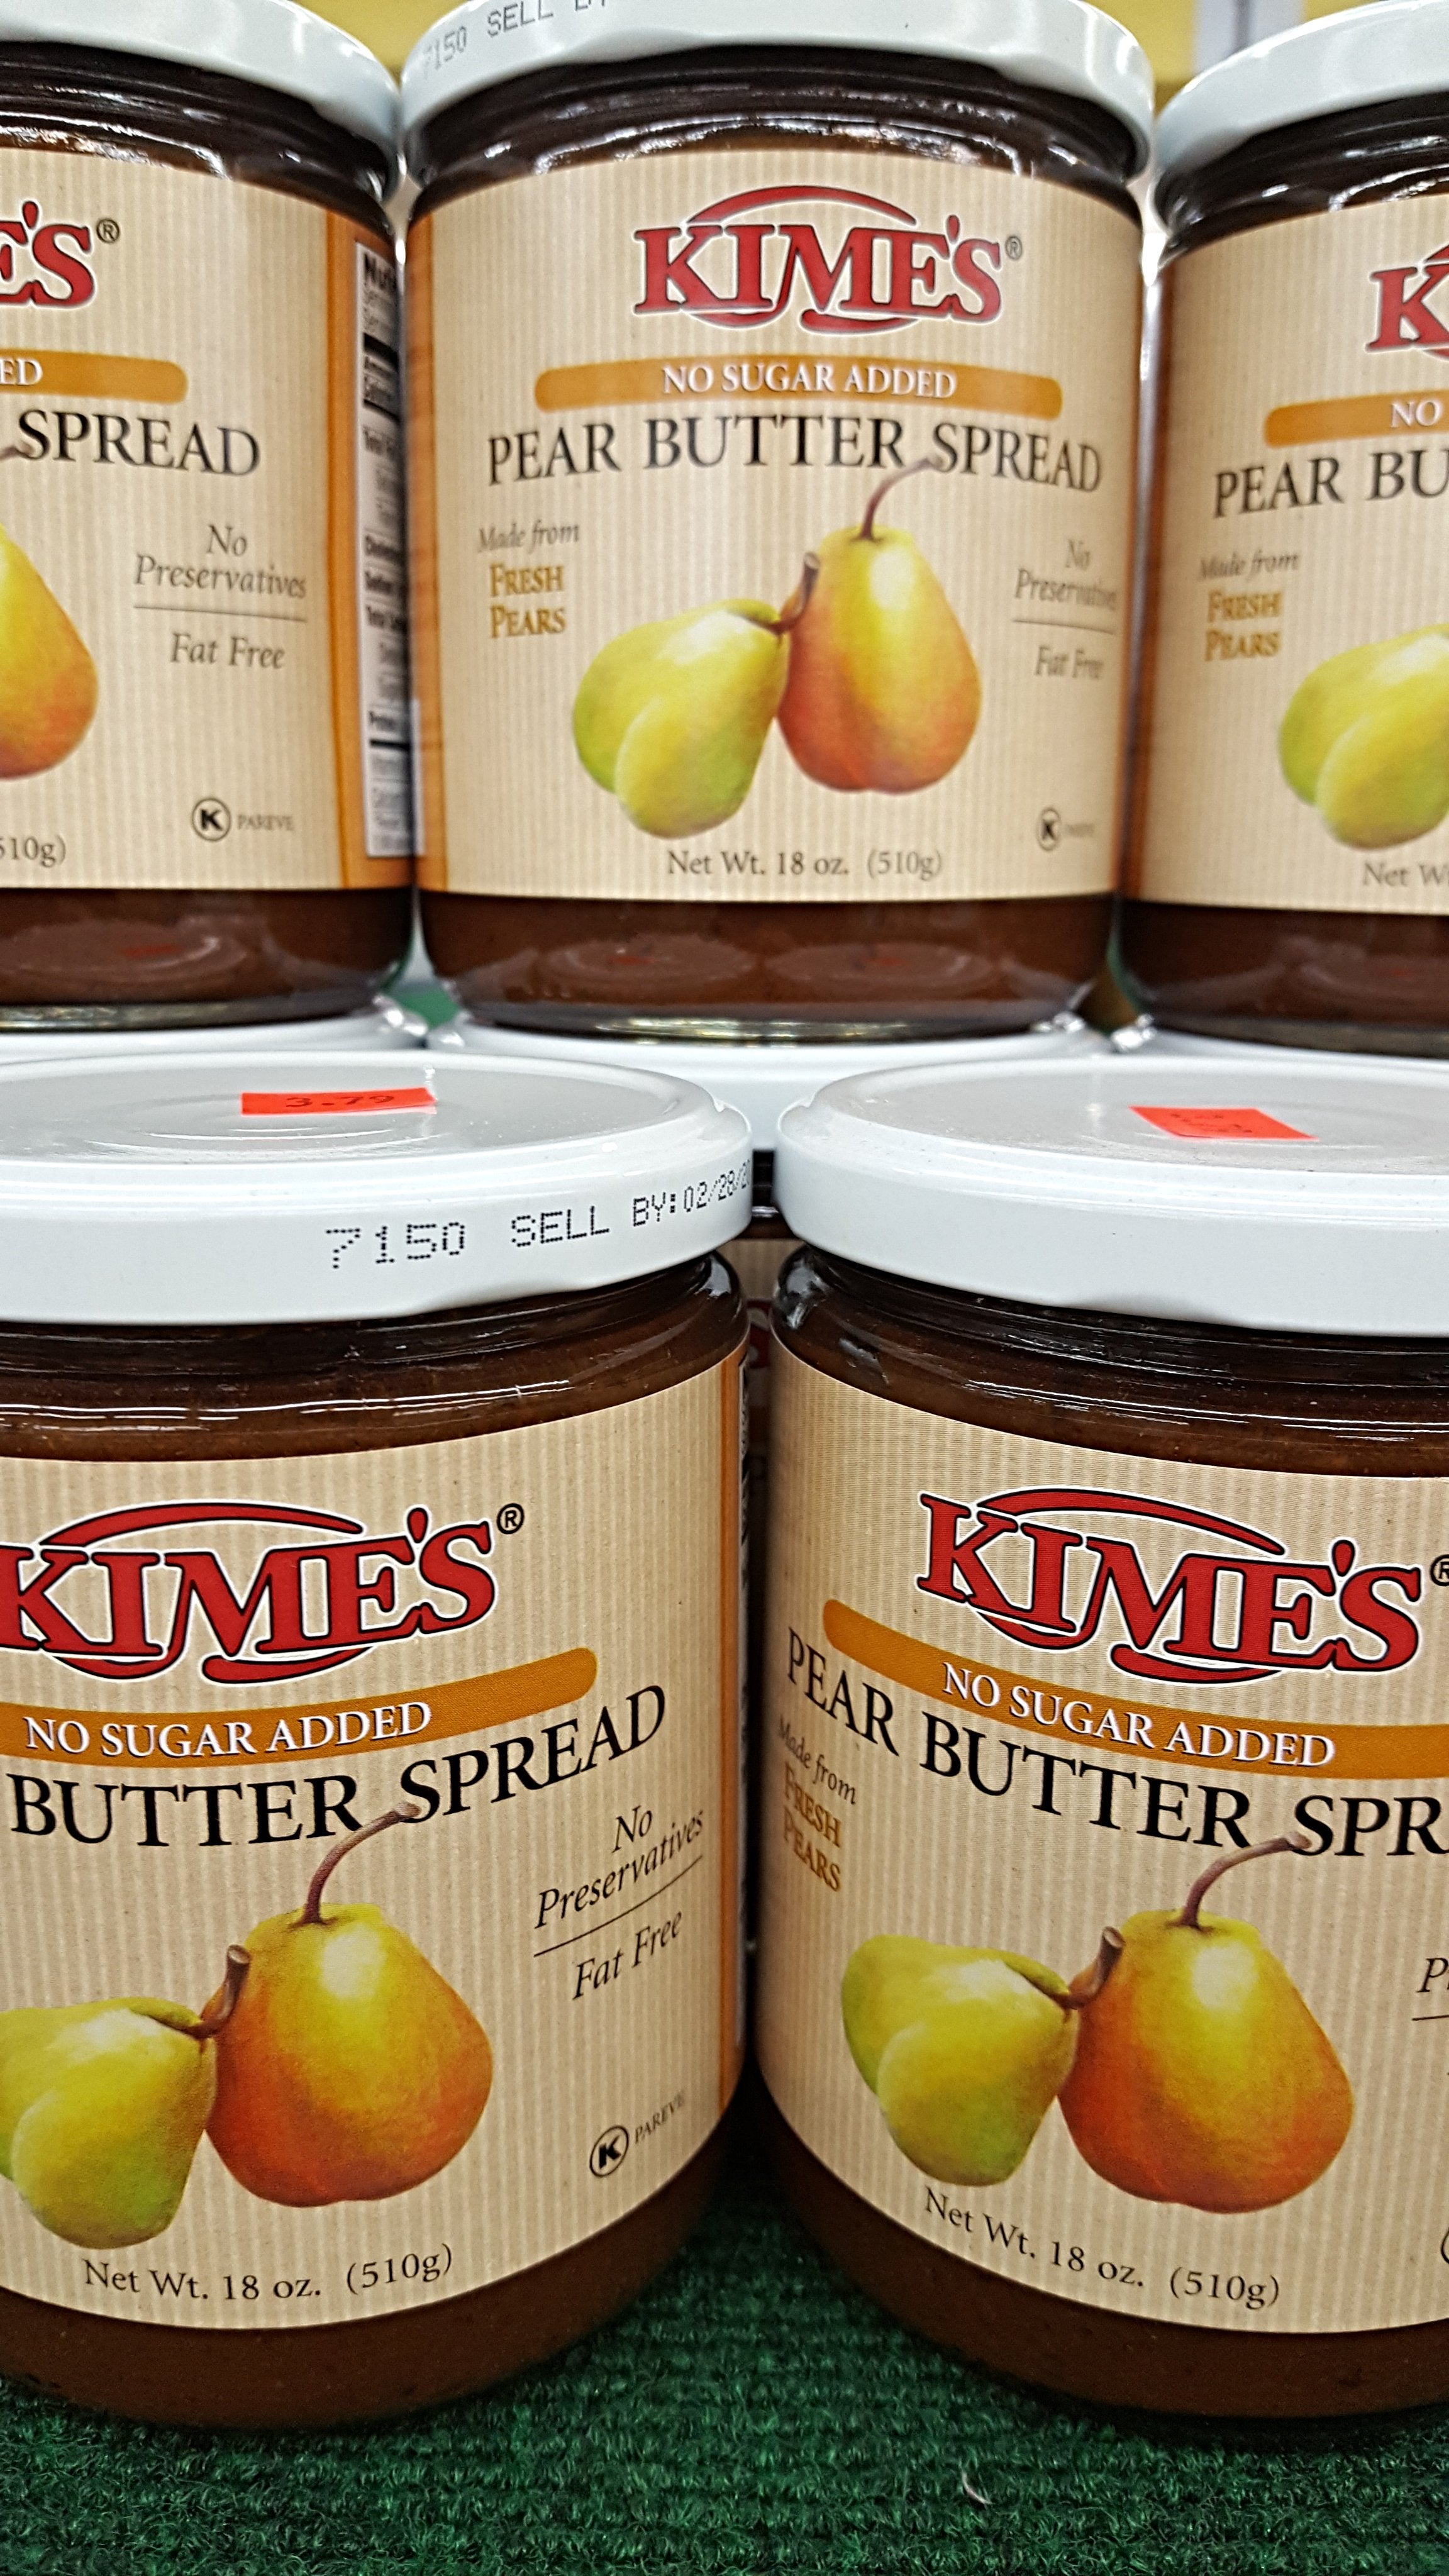 7150 SELL
E'S®
ED
SPREAD
No
Preservatives
Fat Free
K PAREVE
510g)
KIME'S®
NO SUGAR ADDED
PEAR BUTTER SPREAD
Made from
FRESH
PEARS
No
Preservatives
Fat Free
K
Net Wt. 18 oz. (510g)
K
NO
PEAR BU
Made from
FRESH
PEARS
Net W
3.79
7150 SELL BY:02/28/2
KIME'S®
NO SUGAR ADDED
BUTTER SPREAD
No
Preservatives
Fat Free
K PAREVE
Net Wt. 18 oz. (510g)
KIME'S®
NO SUGAR ADDED
PEAR BUTTER SPR
Made from
FRESH
PEARS
P
Net Wt. 18 oz. (510g)